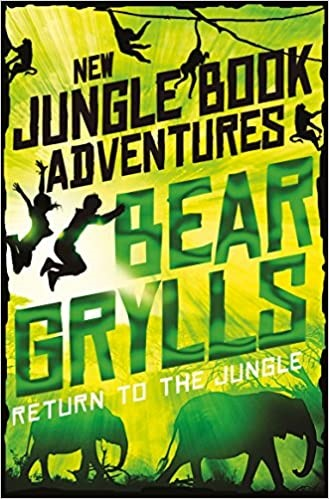 NEW
JUNGLE BOOK
ADVENTURES
BEAR
GRYLLS
RETURN TO THE JUNGLE